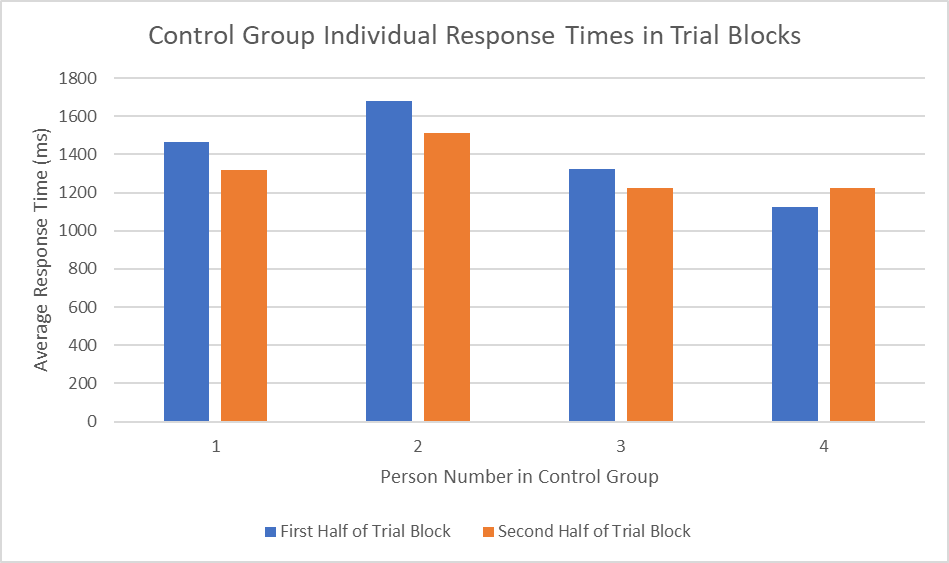 Control Group Individual Response Times in Trial Blocks
Average Response Time (ms)
1800
1600
1400
1200
1000
800
600
400
200
0
1 2 3 4
Person Number in Control Group
First Half of Trial Block Second Half of Trial Block